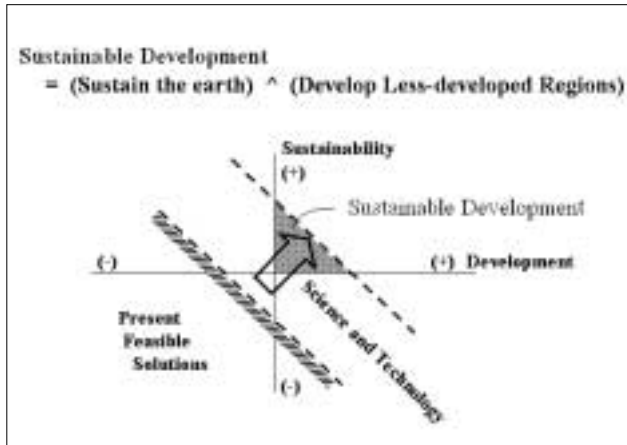 Sustainable Development
= (Sustain the earth) ^ (Develop Less-developed Regions)
Sustainability
(+)
Sustainable Development
(-)
(+) Development
Science and Technology
Present
Feasible
Solutions
(-)